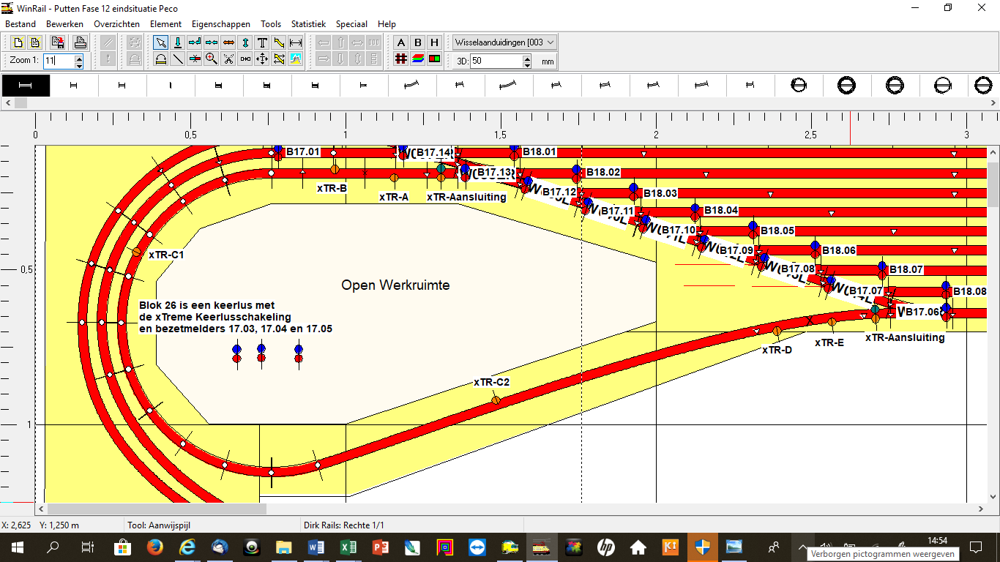 WinRail - Putten Fase 12 eindsituatie Peco
Bestand Bewerken Overzichten Element Eigenschappen Tools Statistiek Speciaal Help
A B H Wisselaanduidingen [003
Zoom 1: 11 3D: 50 mm
0 0,5 1 1,5 2 2,5 3
B17.01 B17.14 B18.01
B17.13 B18.02
xTR-B xTR-A xTR-Aansluiting B17.12 B18.03
B17.11 B18.04
B17.10 B18.05
xTR-C1 B17.09 B18.06
0,5 B17.08 B18.07
Open Werkruimte B17.07 B18.08
Blok 26 is een keerlus met
de xTreme Keerlusschakeling
en bezetmelders 17.03, 17.04 en 17.05
B17.06
xTR-E xTR-Aansluiting
xTR-D
xTR-C2
1
X: 2,625 Y: 1,250 m Tool: Aanwijspijl Dirk Rails: Rechte 1/1
14:54
Verborgen pictogrammen weergeven